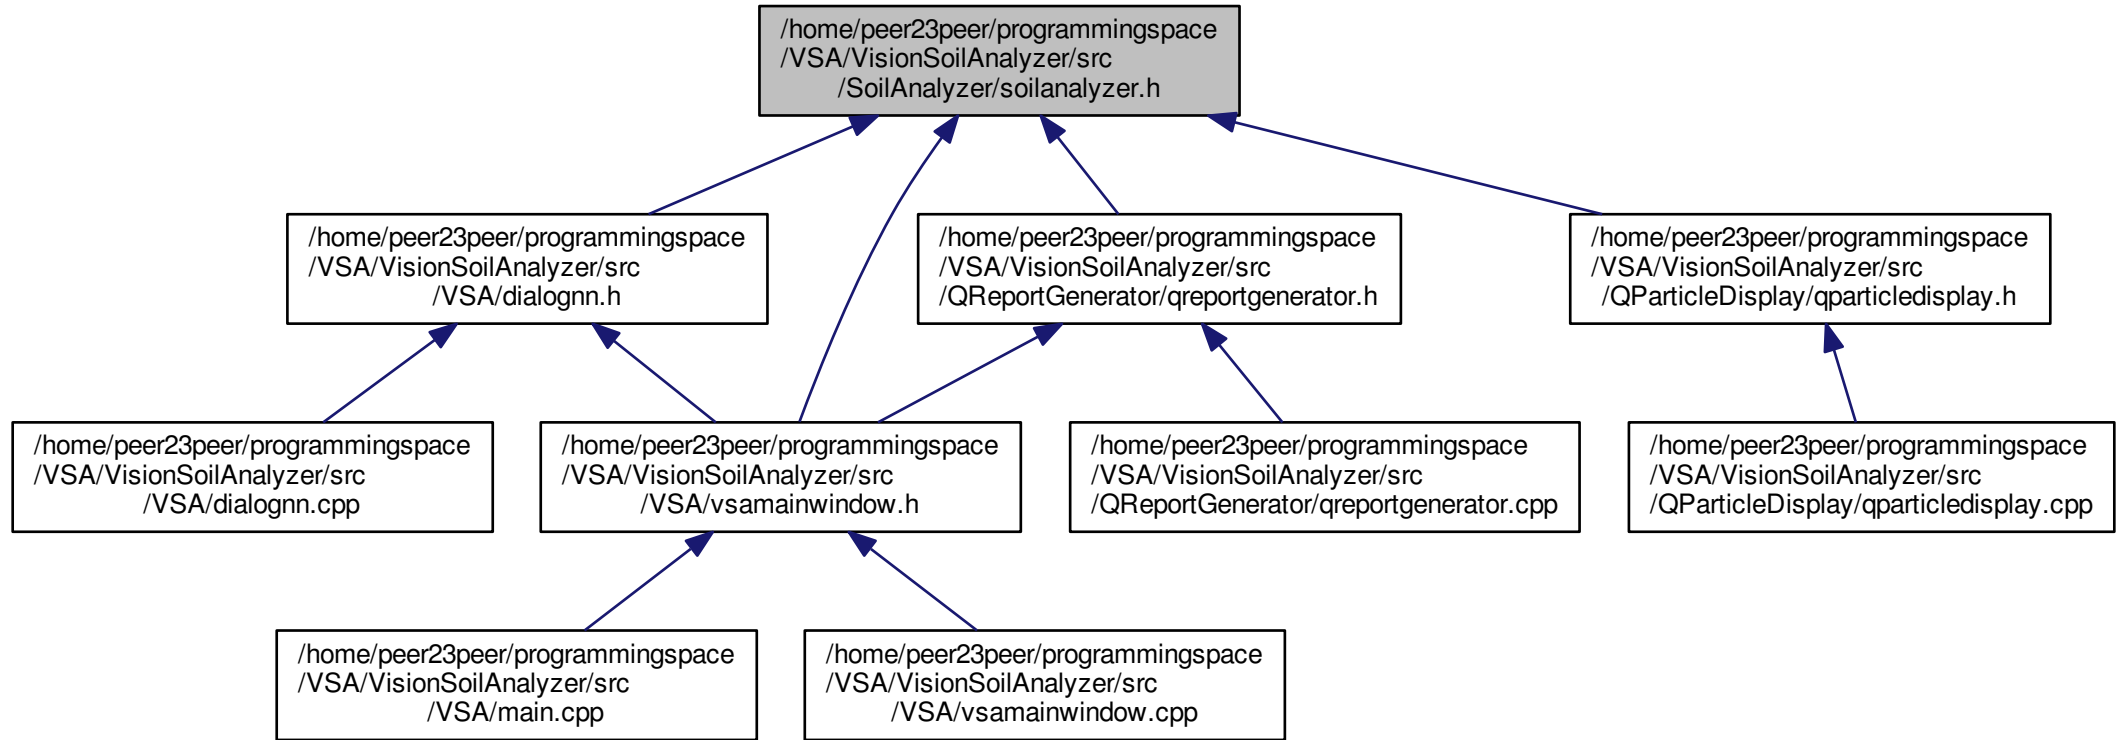 /home/peer23peer/programmingspace
/VSA/VisionSoilAnalyzer/src
/SoilAnalyzer/soilanalyzer.h
/home/peer23peer/programmingspace
/VSA/VisionSoilAnalyzer/src
/VSA/dialognn.h
/home/peer23peer/programmingspace
/VSA/VisionSoilAnalyzer/src
/QReportGenerator/qreportgenerator.h
/home/peer23peer/programmingspace
/VSA/VisionSoilAnalyzer/src
/QParticleDisplay/qparticledisplay.h
/home/peer23peer/programmingspace
/VSA/VisionSoilAnalyzer/src
/VSA/dialognn.cpp
/home/peer23peer/programmingspace
/VSA/VisionSoilAnalyzer/src
/VSA/vsamainwindow.h
/home/peer23peer/programmingspace
/VSA/VisionSoilAnalyzer/src
/QReportGenerator/qreportgenerator.cpp
/home/peer23peer/programmingspace
/VSA/VisionSoilAnalyzer/src
/QParticleDisplay/qparticledisplay.cpp
/home/peer23peer/programmingspace
/VSA/VisionSoilAnalyzer/src
/VSA/main.cpp
/home/peer23peer/programmingspace
/VSA/VisionSoilAnalyzer/src
/VSA/vsamainwindow.cpp